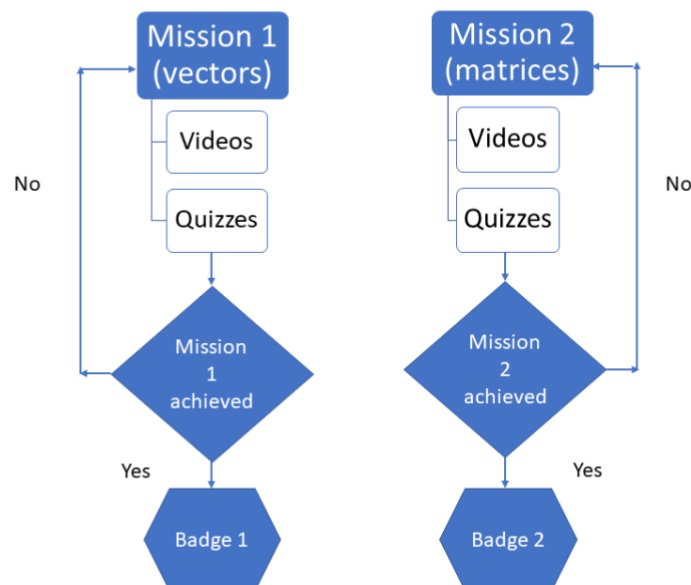 Mission 1
(vectors)
Videos
Quizzes
No
Mission
1
achieved
Yes
Badge 1
Mission 2
(matrices)
Videos
Quizzes
No
Mission
2
achieved
Yes
Badge 2